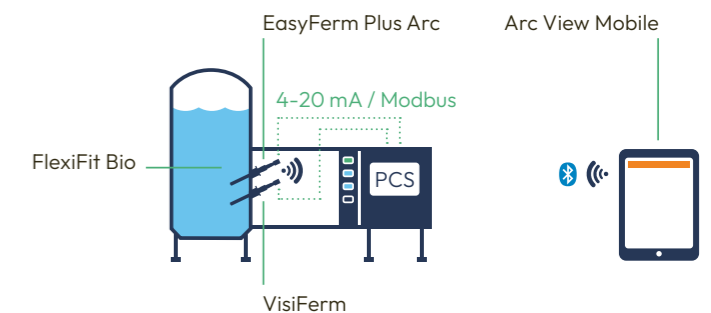 EasyFerm Plus Arc
Arc View Mobile
4-20 mA / Modbus
FlexiFit Bio
PCS
VisiFerm